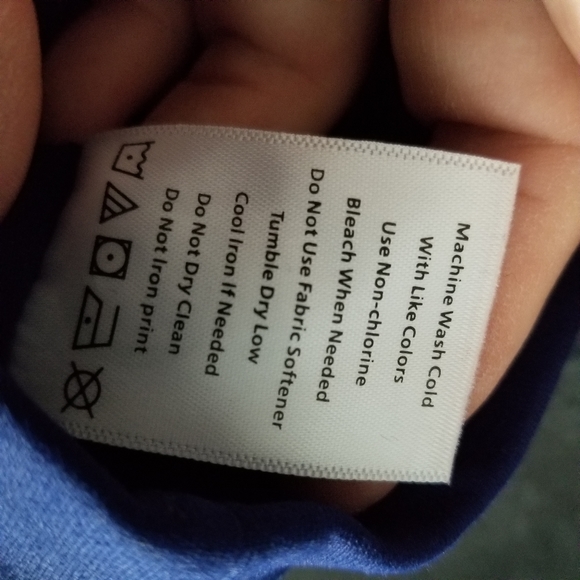 Machine Wash Cold
With Like Colors
Use Non-chlorine
Bleach When Needed
Do Not Use Fabric Softener
Tumble Dry Low
Cool Iron If Needed
Do Not Dry Clean
Do Not Iron print